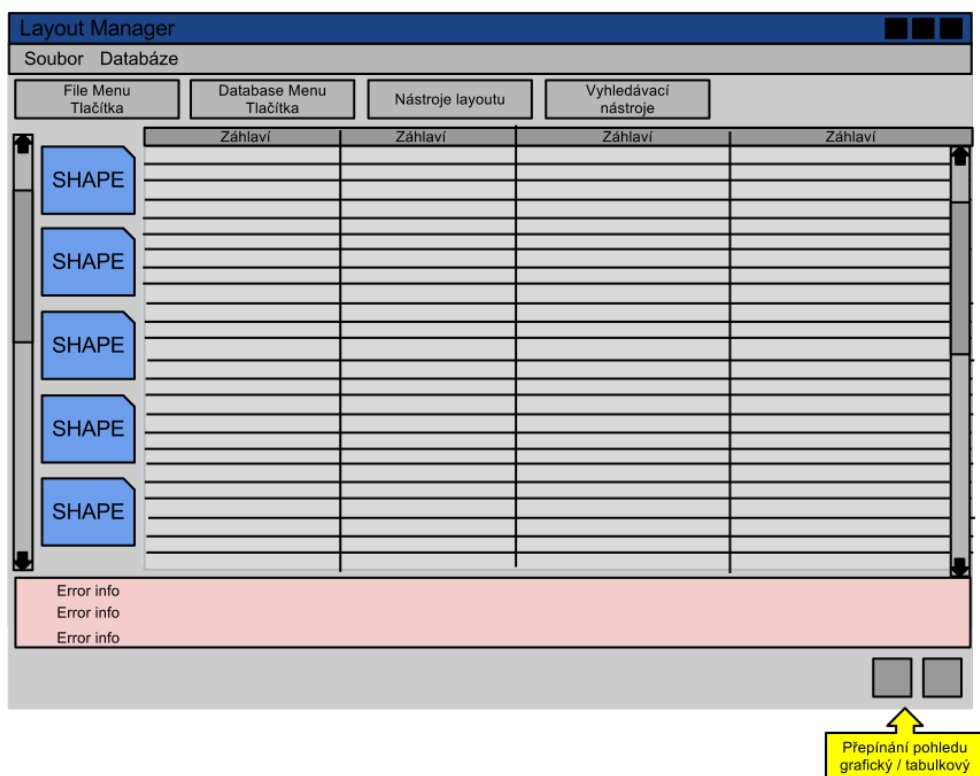 Layout Manager
Soubor Databáze
File Menu
Tlačítka
Database Menu
Tlačítka
Nástroje layoutu
Vyhledávací
nástroje
Záhlaví Záhlaví Záhlaví Záhlaví
SHAPE
SHAPE
SHAPE
SHAPE
SHAPE
Error info
Error info
Error info
Přepínání pohledu
grafický / tabulkový